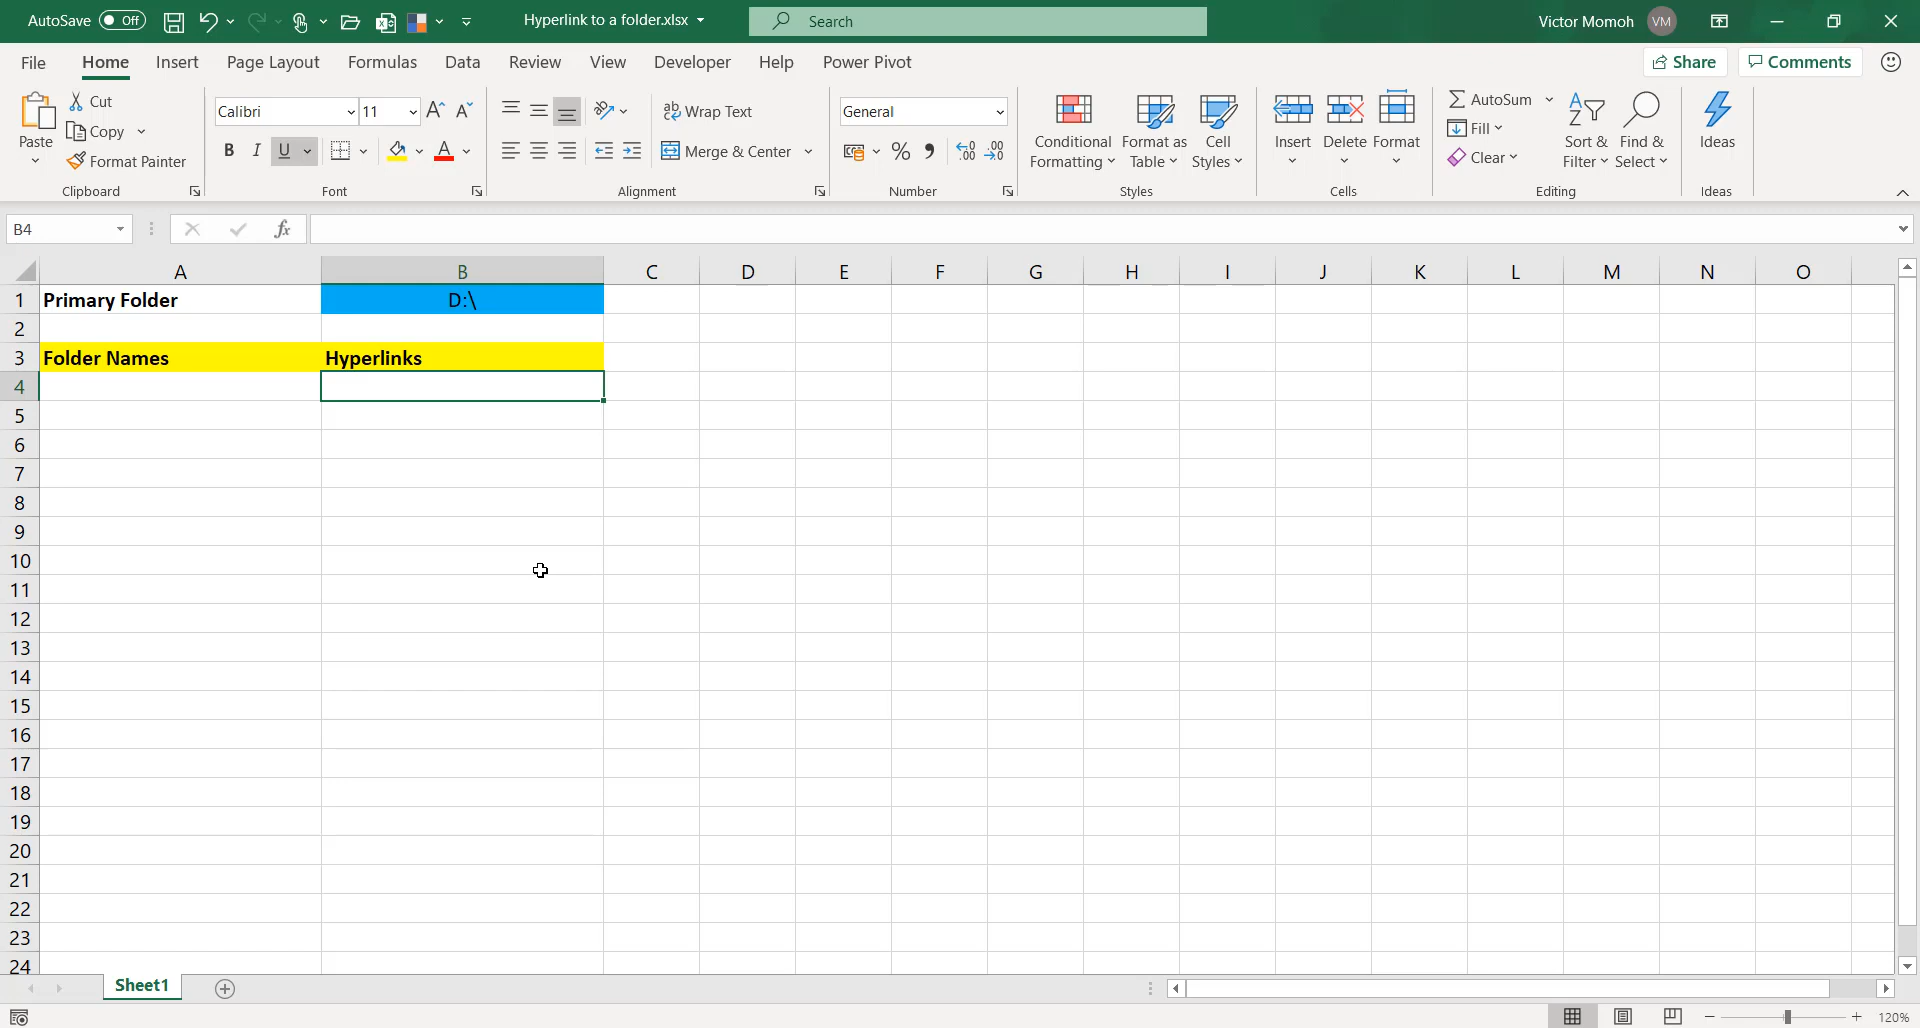 AutoSave Off Hyperlink to a folder.xlsx Search Victor Momoh VM
File Home Insert Page Layout Formulas Data Review View Developer Help Power Pivot Share Comments
Paste
Cut
Copy
Format Painter
Clipboard
Calibri 11
B I U
Font
Wrap Text
Merge & Center
Alignment
General
Number
Conditional Formatting
Format as Table
Cell Styles
Styles
Insert
Delete
Format
Cells
AutoSum
Fill
Clear
Sort & Filter
Find & Select
Editing
Ideas
Ideas
B4 fx
A B C D E F G H I J K L M N O
1 Primary Folder D:\
2
3 Folder Names Hyperlinks
4
5
6
7
8
9
10
11
12
13
14
15
16
17
18
19
20
21
22
23
24
Sheet1
120%